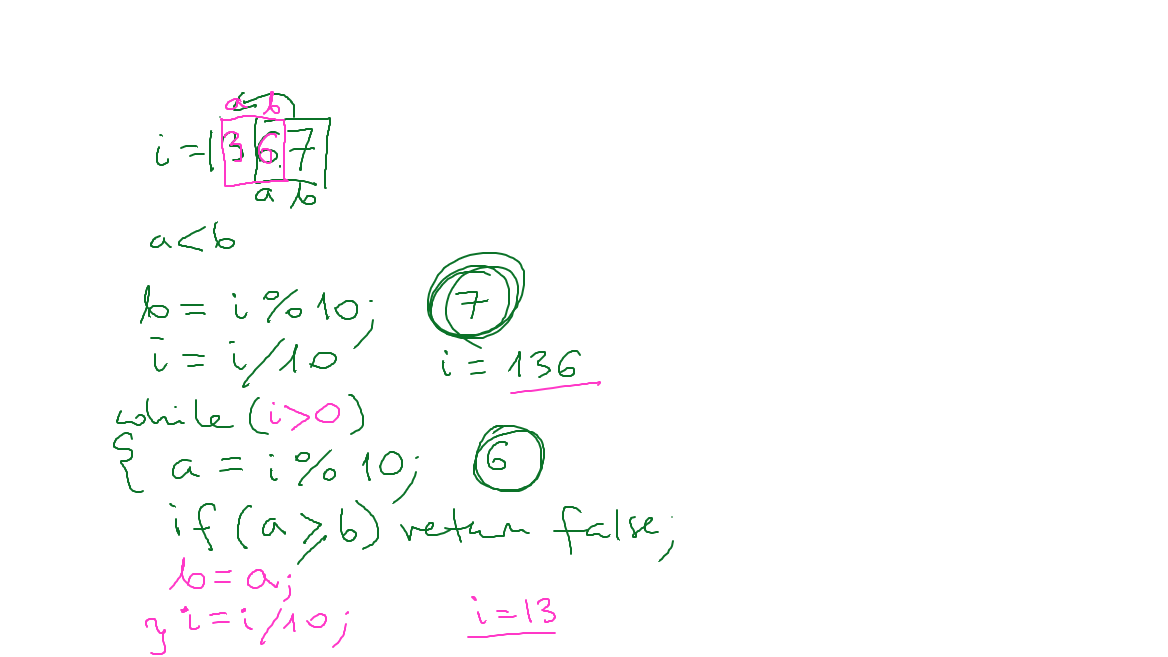 a b
i = 1367
a b
a < b
b = i % 10; 7
i = i / 10 i = 136
while (i > 0)
{ a = i % 10; 6
if (a ≥ b) return false;
b = a;
} i = i / 10; i = 13